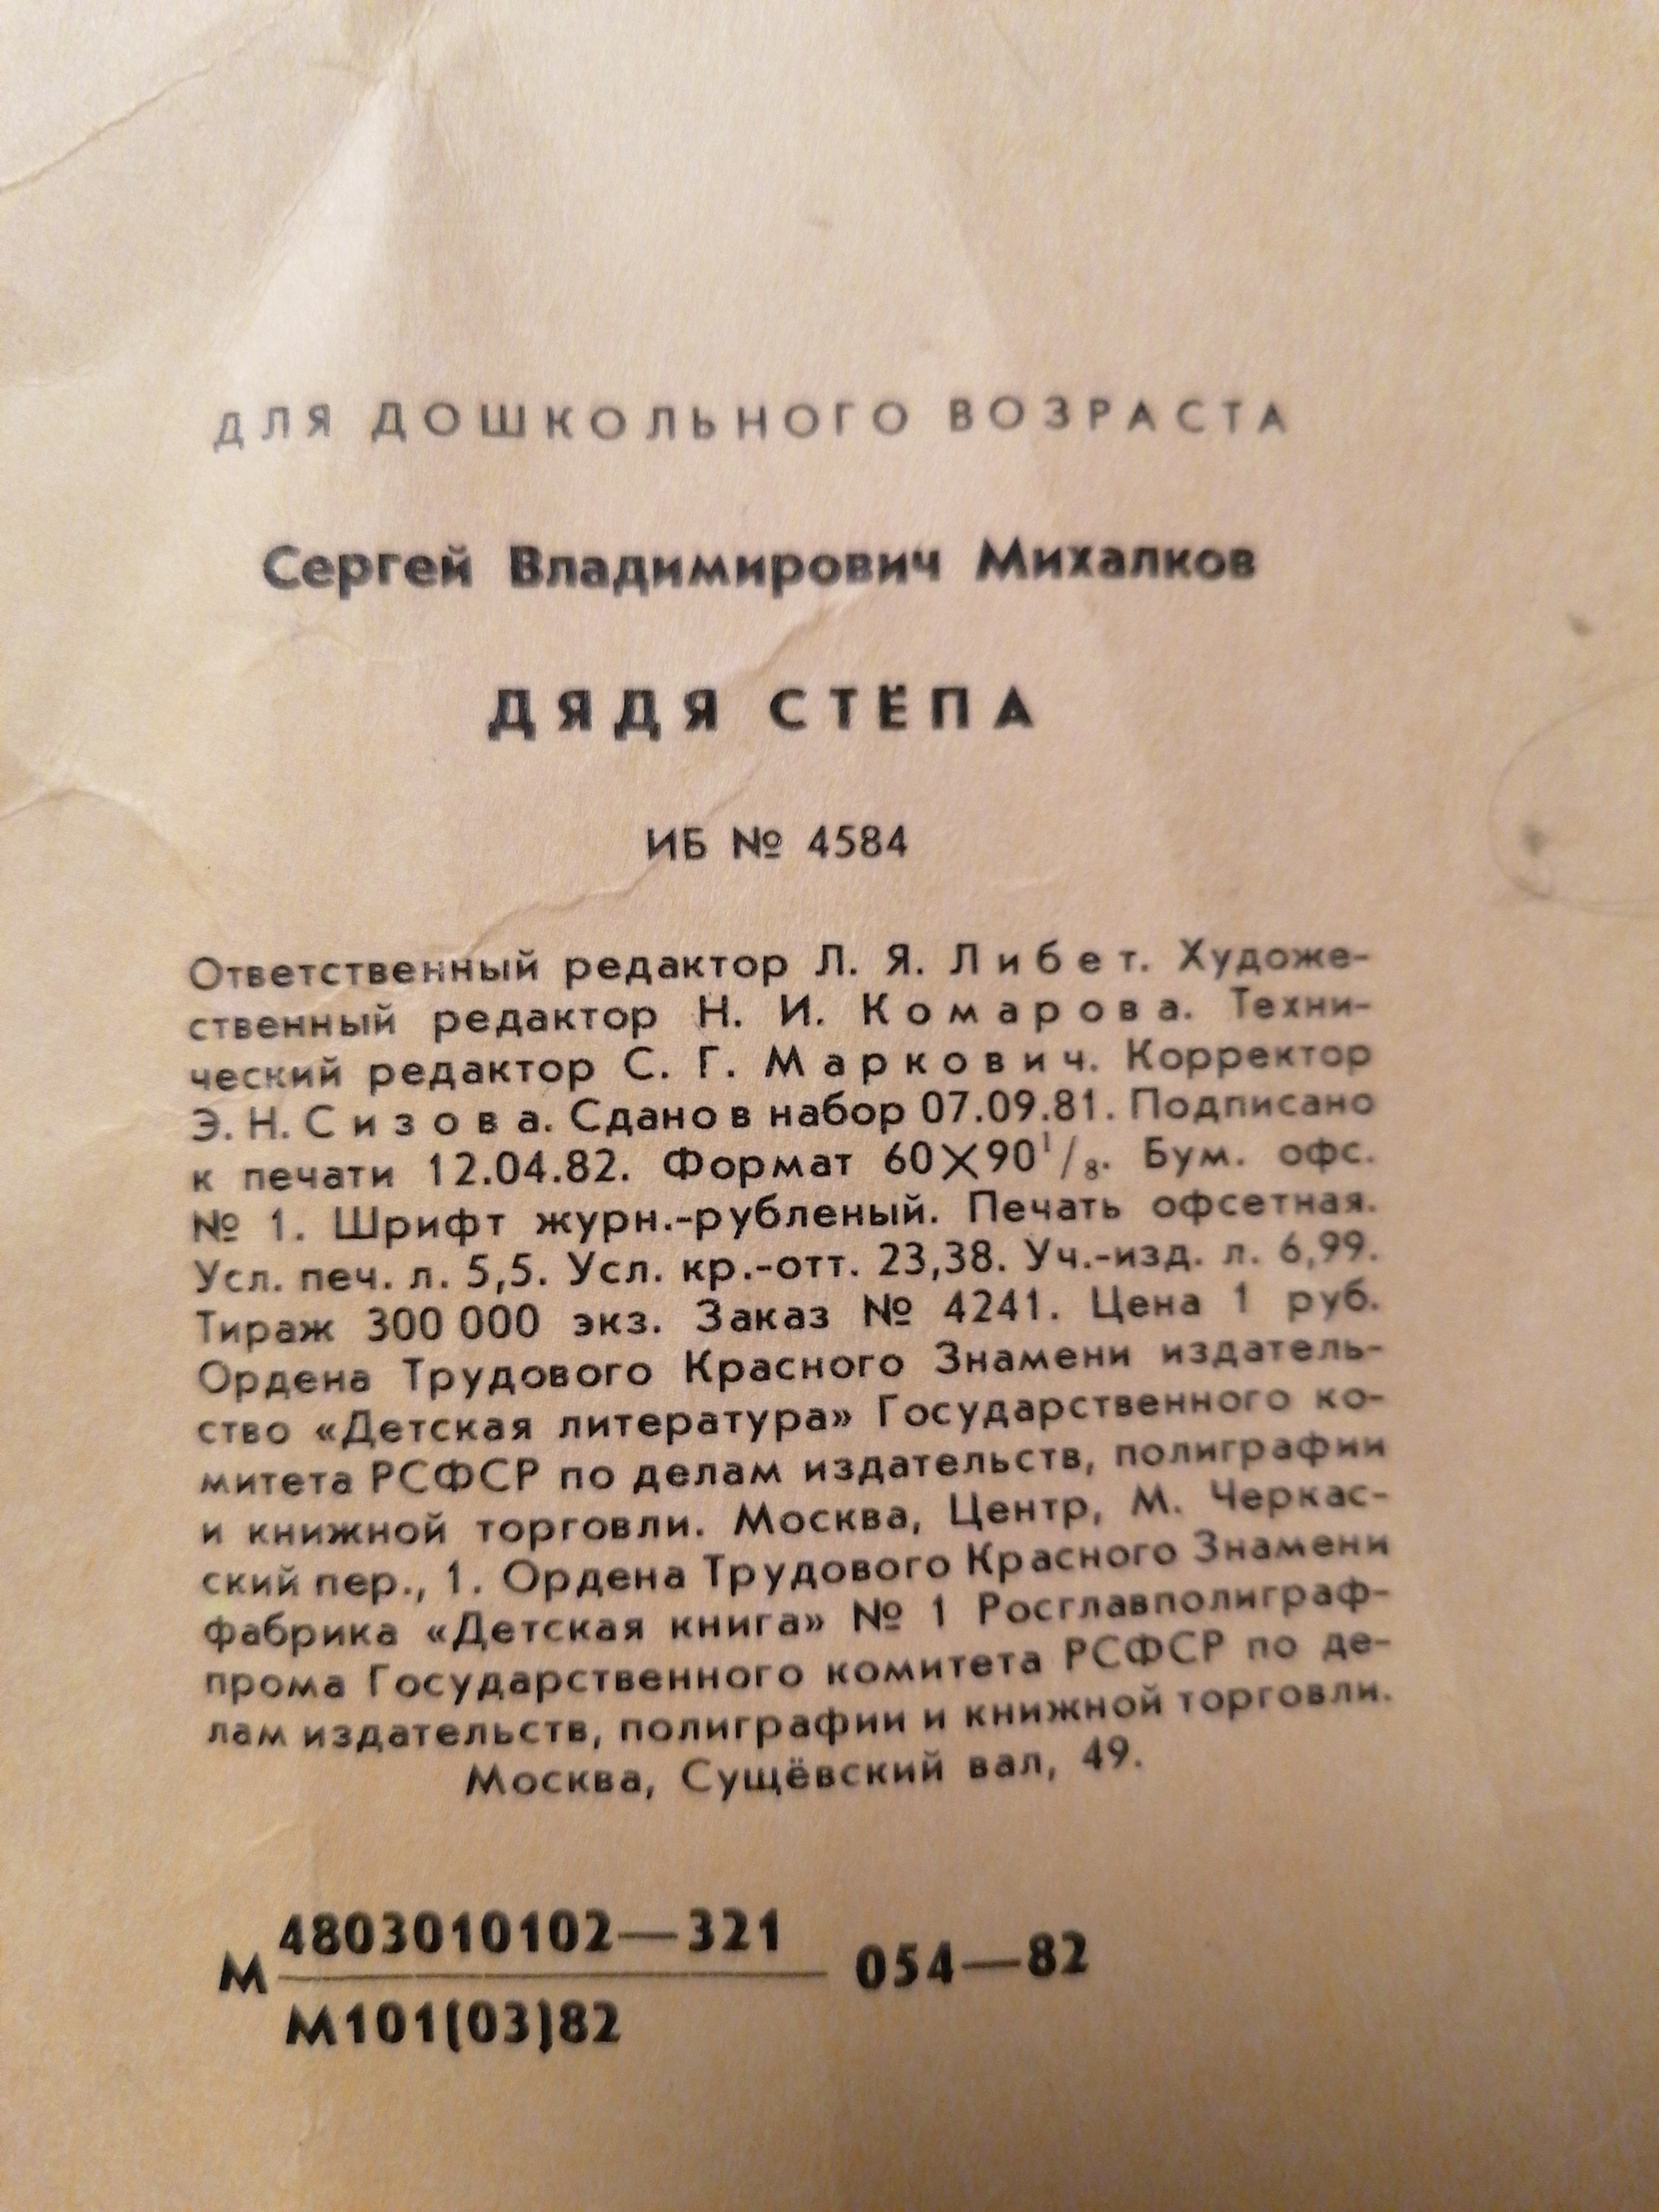 ДЛЯ ДОШКОЛЬНОГО ВОЗРАСТА
Сергей Владимирович Михалков
ДЯДЯ СТЁПА
ИБ № 4584
Ответственный редактор Л. Я. Либет. Художе-
ственный редактор Н. И. Комарова. Техни-
ческий редактор С. Г. Маркович. Корректор
Э. Н. Сизова. Сдано в набор 07.09.81. Подписано
к печати 12.04.82. Формат 60×90¹/₈. Бум. офс.
№ 1. Шрифт журн.-рубленый. Печать офсетная.
Усл. печ. л. 5,5. Усл. кр.-отт. 23,38. Уч.-изд. л. 6,99.
Тираж 300 000 экз. Заказ № 4241. Цена 1 руб.
Ордена Трудового Красного Знамени издатель-
ство «Детская литература» Государственного ко-
митета РСФСР по делам издательств, полиграфии
и книжной торговли. Москва, Центр, М. Черкас-
ский пер., 1. Ордена Трудового Красного Знамени
фабрика «Детская книга» № 1 Росглавполиграф-
прома Государственного комитета РСФСР по де-
лам издательств, полиграфии и книжной торговли.
Москва, Сущёвский вал, 49.
М 4803010102—321 054—82
М101(03)82